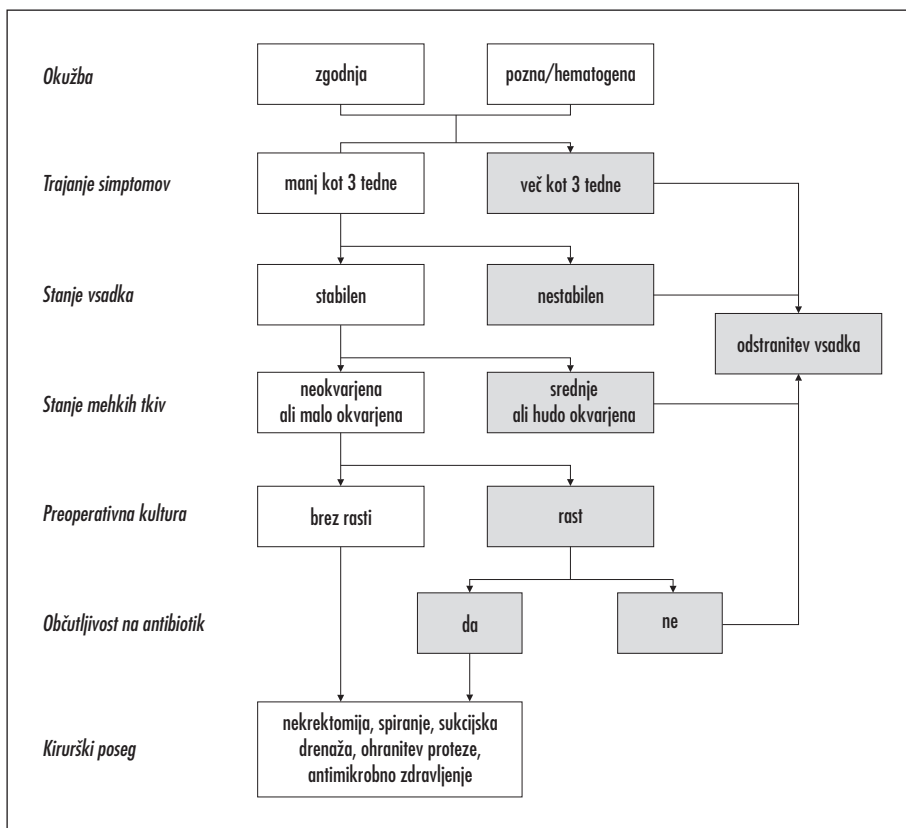 Okužba
zgodnja
pozna/hematogena
Trajanje simptomov
manj kot 3 tedne
več kot 3 tedne
Stanje vsadka
stabilen
nestabilen
odstranitev vsadka
Stanje mehkih tkiv
neokvarjena
ali malo okvarjena
srednje
ali hudo okvarjena
Preoperativna kultura
brez rasti
rast
Občutljivost na antibiotik
da
ne
Kirurški poseg
nekrektomija, spiranje, sukcijska
drenaža, ohranitev proteze,
antimikrobno zdravljenje